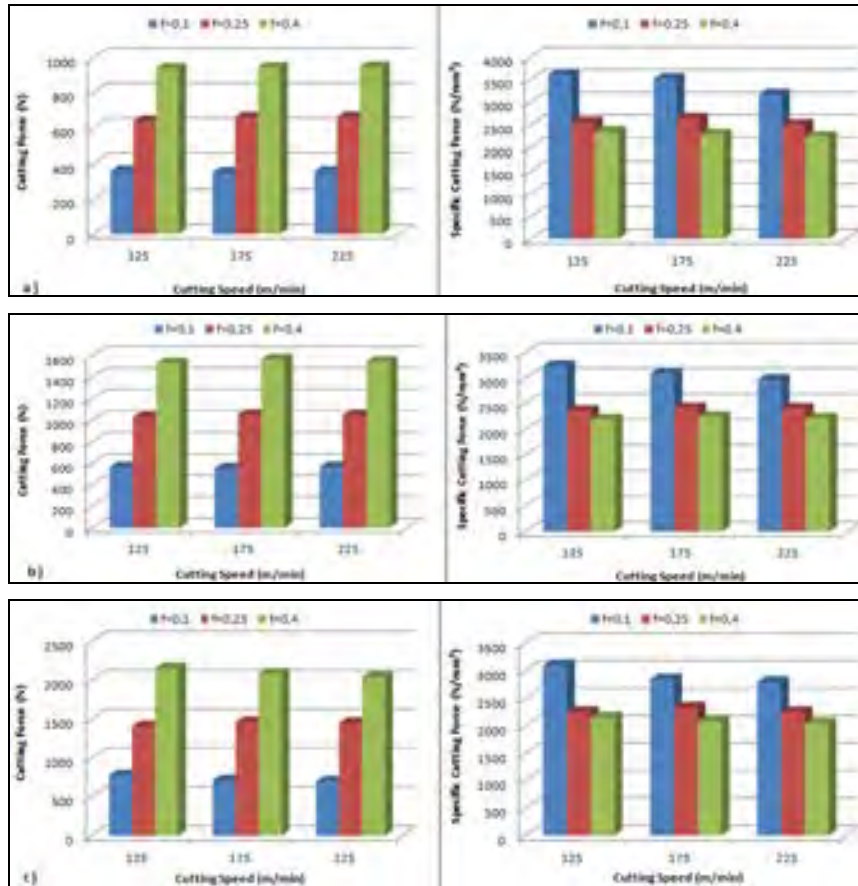 f=0,1 f=0,25 f=0,4
1000
800
600
400
200
0
Cutting Force (N)
125 175 225
Cutting Speed (m/min)
a)
f=0,1 f=0,25 f=0,4
4000
3500
3000
2500
2000
1500
1000
500
0
Specific Cutting Force (N/mm²)
125 175 225
Cutting Speed (m/min)
f=0,1 f=0,25 f=0,4
1600
1400
1200
1000
800
600
400
200
0
Cutting Force (N)
125 175 225
Cutting Speed (m/min)
b)
f=0,1 f=0,25 f=0,4
3500
3000
2500
2000
1500
1000
500
0
Specific Cutting Force (N/mm²)
125 175 225
Cutting Speed (m/min)
f=0,1 f=0,25 f=0,4
2500
2000
1500
1000
500
0
Cutting Force (N)
125 175 225
Cutting Speed (m/min)
c)
f=0,1 f=0,25 f=0,4
3500
3000
2500
2000
1500
1000
500
0
Specific Cutting Force (N/mm²)
125 175 225
Cutting Speed (m/min)